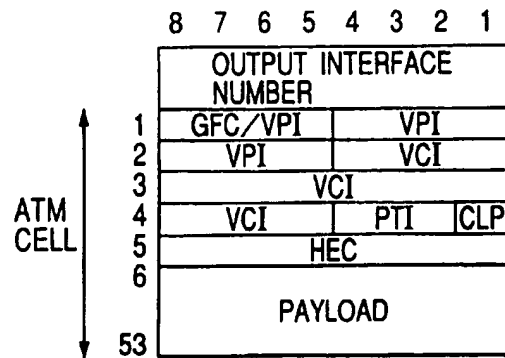 8 7 6 5 4 3 2 1
OUTPUT INTERFACE
NUMBER
1 GFC/VPI VPI
2 VPI VCI
3 VCI
ATM
CELL
4 VCI PTI CLP
5 HEC
6
PAYLOAD
53